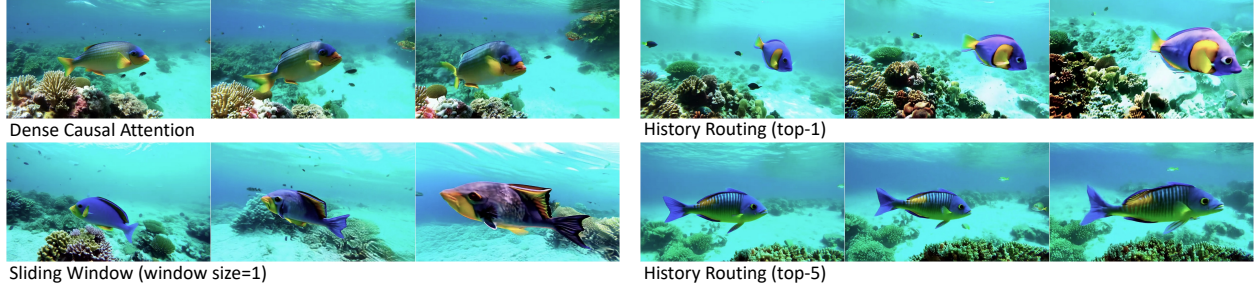 Dense Causal Attention
History Routing (top-1)
Sliding Window (window size=1)
History Routing (top-5)